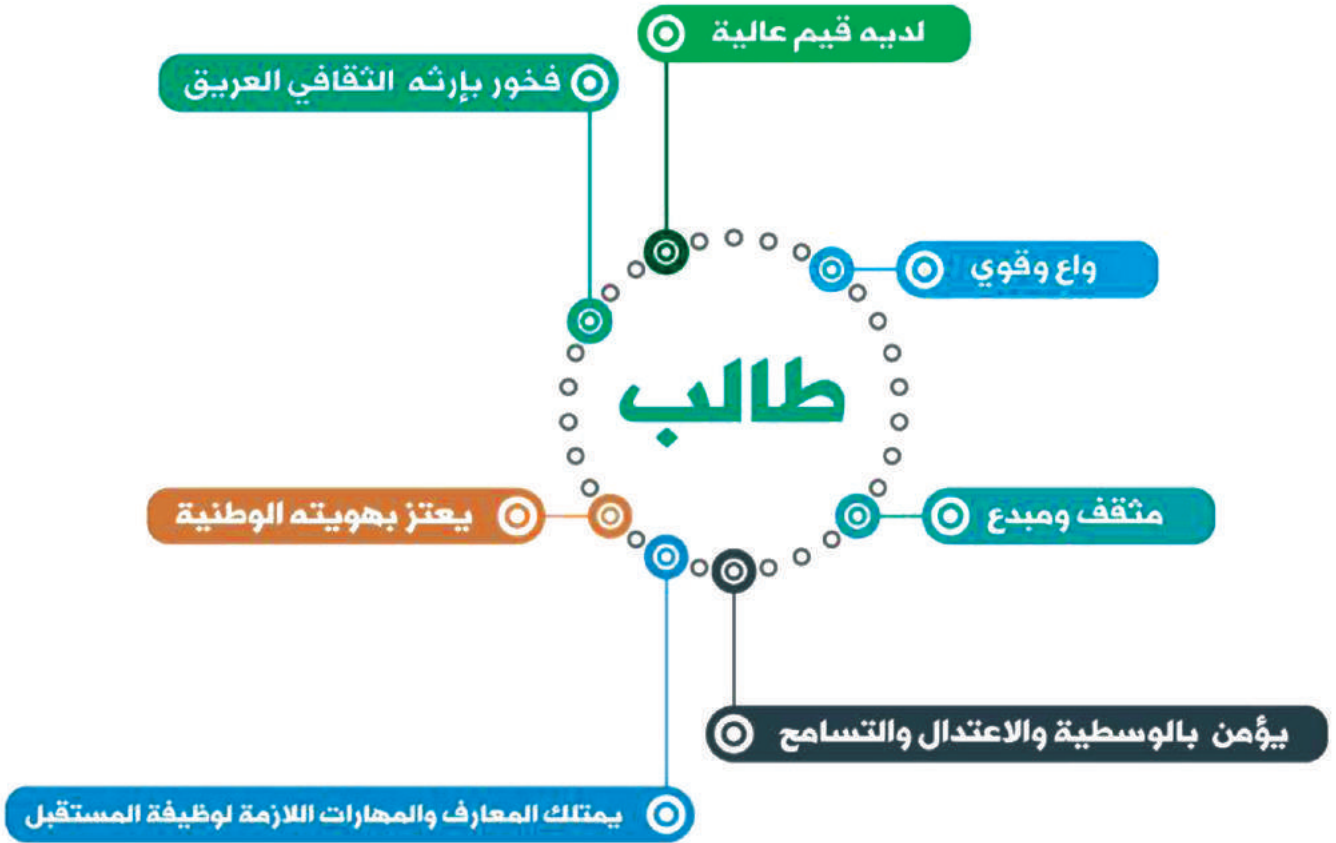 لديه قيم عالية
فخور بإرثه الثقافي العريق
واع وقوي
طالب
مثقف ومبدع
يعتز بهويته الوطنية
يؤمن بالوسطية والاعتدال والتسامح
يمتلك المعارف والمهارات اللازمة لوظيفة المستقبل